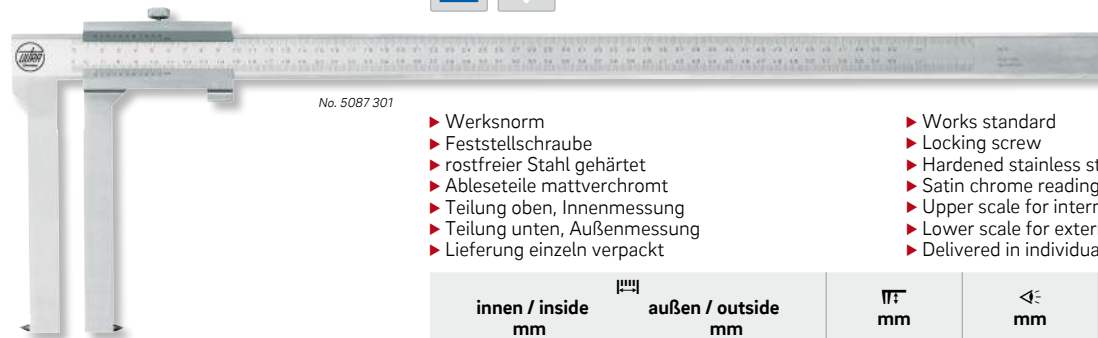 No. 5087 301
▶ Werksnorm
▶ Feststellschraube
▶ rostfreier Stahl gehärtet
▶ Ableseteile mattverchromt
▶ Teilung oben, Innenmessung
▶ Teilung unten, Außenmessung
▶ Lieferung einzeln verpackt
▶ Works standard
▶ Locking screw
▶ Hardened stainless st
▶ Satin chrome reading
▶ Upper scale for intern
▶ Lower scale for extern
▶ Delivered in individua
innen / inside
mm
außen / outside
mm
mm
mm